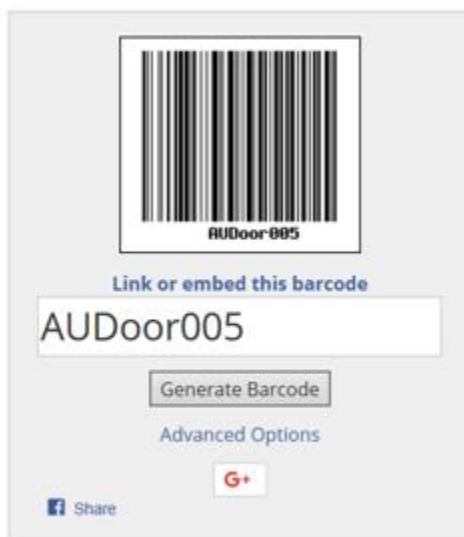 AUDoor005
Link or embed this barcode
AUDoor005
Generate Barcode
Advanced Options
G+
Share